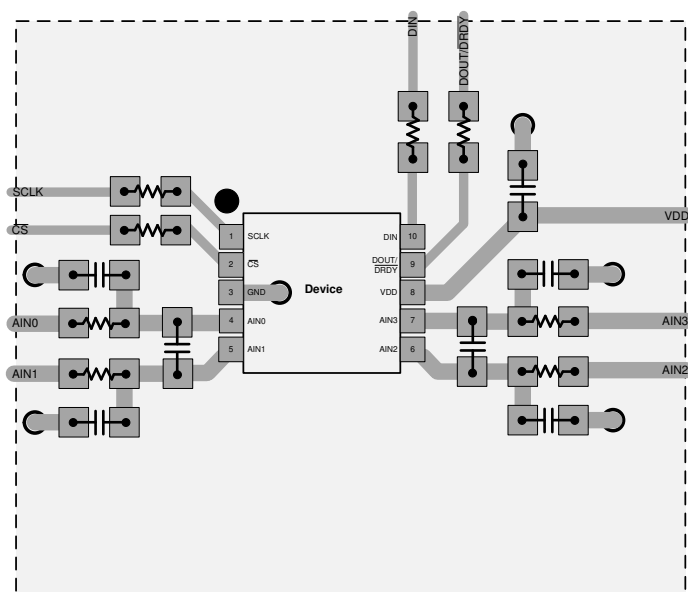 DIN
DOUT/DRDY
SCLK
CS
VDD
1 SCLK
2 CS
3 GND
4 AIN0
5 AIN1
Device
DIN 10
DOUT/
DRDY 9
VDD 8
AIN3 7
AIN2 6
AIN0
AIN1
AIN3
AIN2